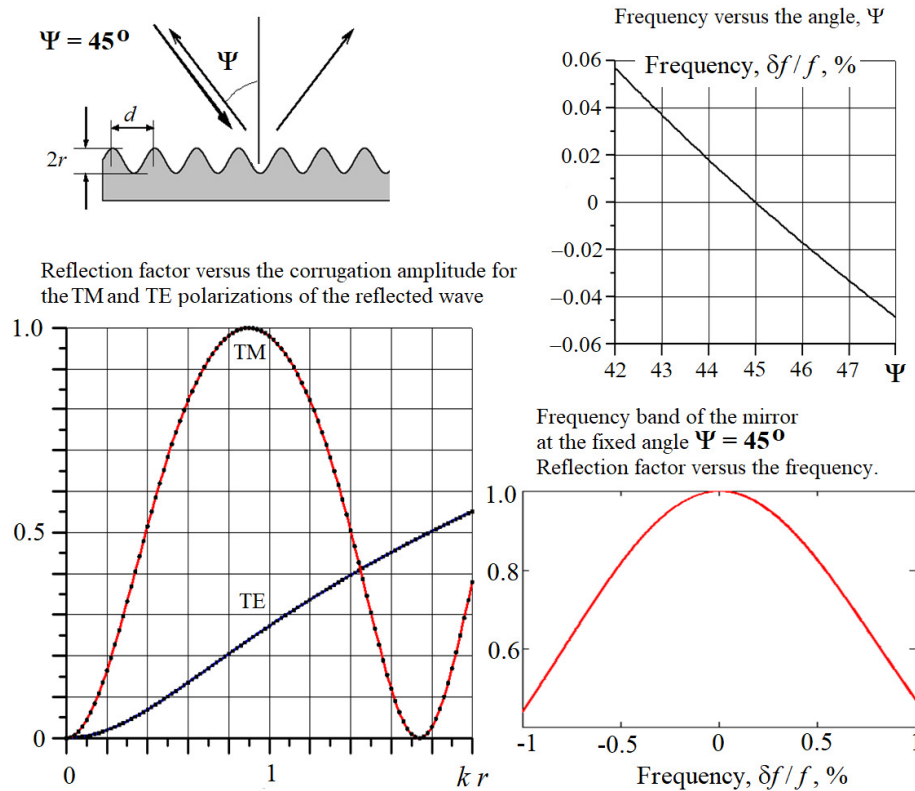 Ψ = 45º
Ψ
d
2r
Frequency versus the angle, Ψ
Frequency, δf / f, %
0.06
0.04
0.02
0
−0.02
−0.04
−0.06
42 43 44 45 46 47 Ψ
Reflection factor versus the corrugation amplitude for
the TM and TE polarizations of the reflected wave
1.0
TM
0.5
TE
0
0 1 k r
Frequency band of the mirror
at the fixed angle Ψ = 45º
Reflection factor versus the frequency.
1.0
0.8
0.6
-1 -0.5 0 0.5 1
Frequency, δf / f, %